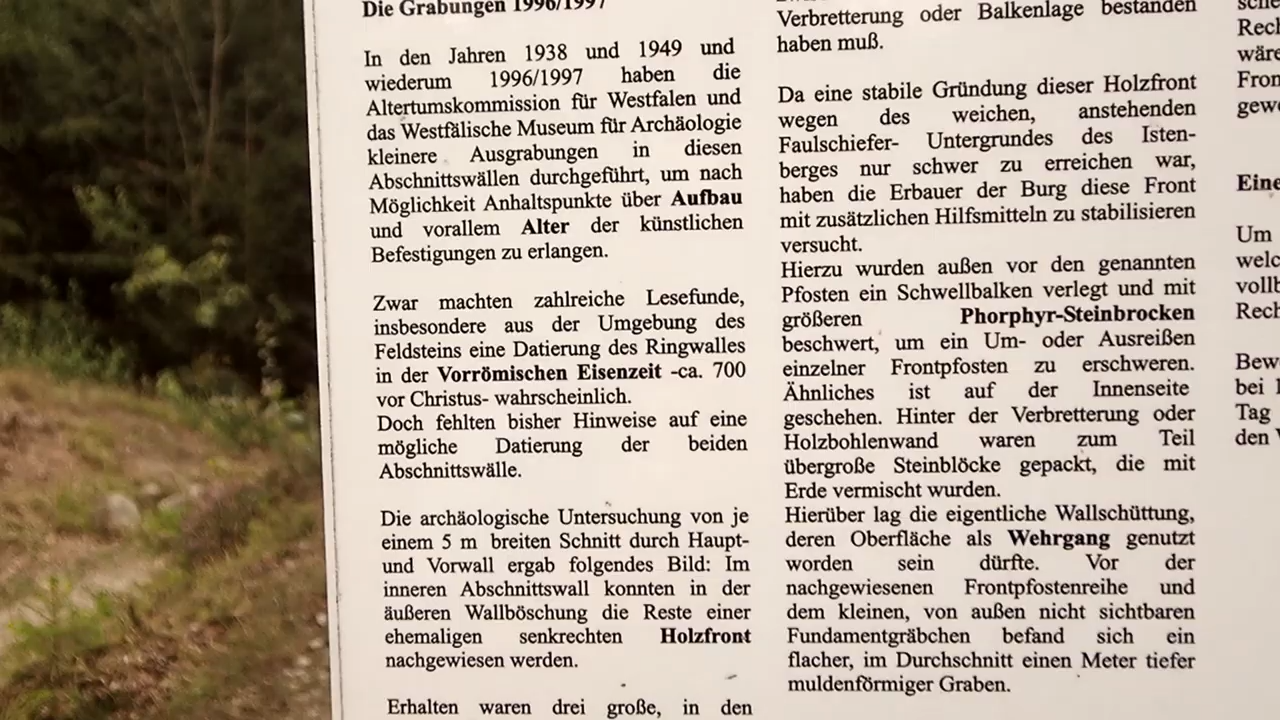 Die Grabungen 1996/1997
In den Jahren 1938 und 1949 und
wiederum 1996/1997 haben die
Altertumskommission für Westfalen und
das Westfälische Museum für Archäologie
kleinere Ausgrabungen in diesen
Abschnittswällen durchgeführt, um nach
Möglichkeit Anhaltspunkte über Aufbau
und vorallem Alter der künstlichen
Befestigungen zu erlangen.
Zwar machten zahlreiche Lesefunde,
insbesondere aus der Umgebung des
Feldsteins eine Datierung des Ringwalles
in der Vorrömischen Eisenzeit -ca. 700
vor Christus- wahrscheinlich.
Doch fehlten bisher Hinweise auf eine
mögliche Datierung der beiden
Abschnittswälle.
Die archäologische Untersuchung von je
einem 5 m breiten Schnitt durch Haupt-
und Vorwall ergab folgendes Bild: Im
inneren Abschnittswall konnten in der
äußeren Wallböschung die Reste einer
ehemaligen senkrechten Holzfront
nachgewiesen werden.
Erhalten waren drei große, in den
Verbretterung oder Balkenlage bestanden
haben muß.
Da eine stabile Gründung dieser Holzfront
wegen des weichen, anstehenden
Faulschiefer- Untergrundes des Isten-
berges nur schwer zu erreichen war,
haben die Erbauer der Burg diese Front
mit zusätzlichen Hilfsmitteln zu stabilisieren
versucht.
Hierzu wurden außen vor den genannten
Pfosten ein Schwellbalken verlegt und mit
größeren Phorphyr-Steinbrocken
beschwert, um ein Um- oder Ausreißen
einzelner Frontpfosten zu erschweren.
Ähnliches ist auf der Innenseite
geschehen. Hinter der Verbretterung oder
Holzbohlenwand waren zum Teil
übergroße Steinblöcke gepackt, die mit
Erde vermischt wurden.
Hierüber lag die eigentliche Wallschüttung,
deren Oberfläche als Wehrgang genutzt
worden sein dürfte. Vor der
nachgewiesenen Frontpfostenreihe und
dem kleinen, von außen nicht sichtbaren
Fundamentgräbchen befand sich ein
flacher, im Durchschnitt einen Meter tiefer
muldenförmiger Graben.
Eine
Um
Tag
den